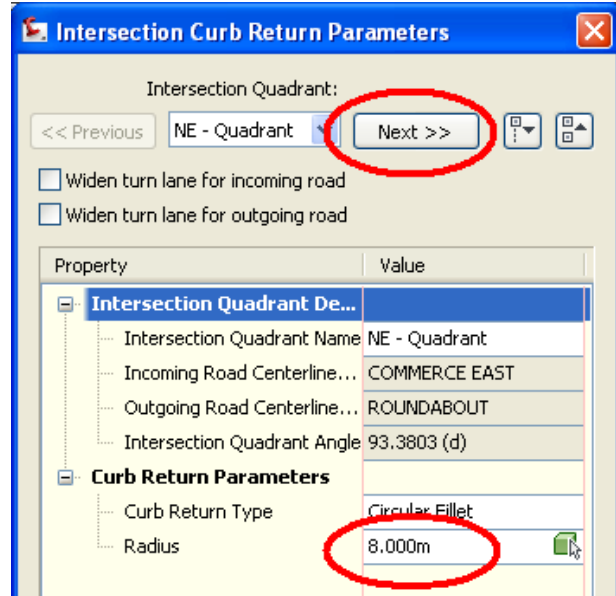 Intersection Curb Return Parameters
Intersection Quadrant:
<< Previous NE - Quadrant Next >>
Widen turn lane for incoming road
Widen turn lane for outgoing road
Property Value
Intersection Quadrant De...
Intersection Quadrant Name NE - Quadrant
Incoming Road Centerline... COMMERCE EAST
Outgoing Road Centerline... ROUNDABOUT
Intersection Quadrant Angle 93.3803 (d)
Curb Return Parameters
Curb Return Type Circular Fillet
Radius 8.000m